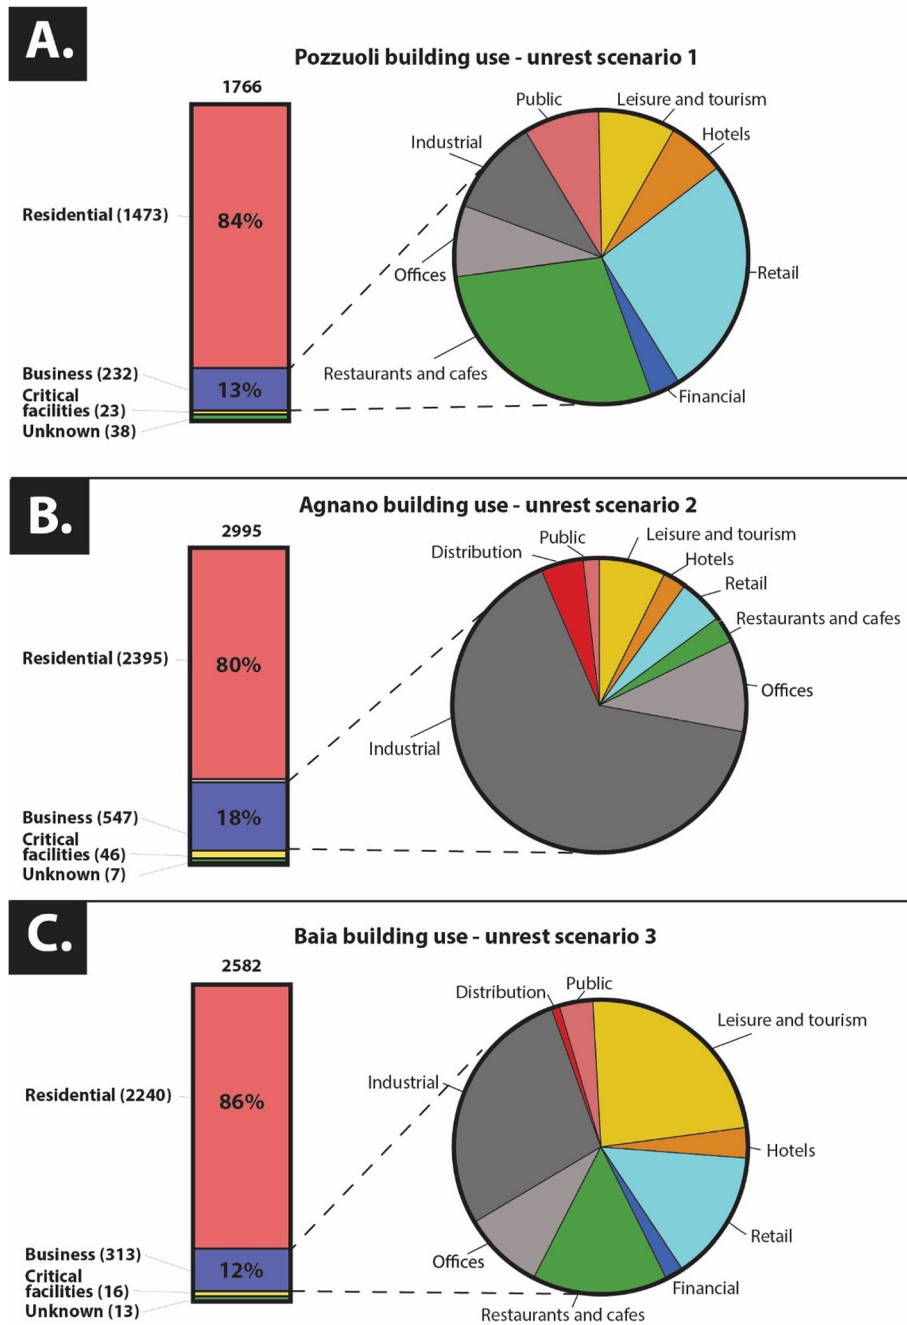 A.
Pozzuoli building use - unrest scenario 1
1766
Public
Leisure and tourism
Hotels
Industrial
Residential (1473)
84%
Offices
Retail
Restaurants and cafes
Business (232)
13%
Financial
Critical
facilities (23)
Unknown (38)
B.
Agnano building use - unrest scenario 2
2995
Distribution
Public
Leisure and tourism
Hotels
Retail
Restaurants and cafes
Residential (2395)
80%
Offices
Industrial
Business (547)
18%
Critical
facilities (46)
Unknown (7)
C.
Baia building use - unrest scenario 3
2582
Distribution
Public
Leisure and tourism
Industrial
Residential (2240)
86%
Hotels
Retail
Offices
Business (313)
12%
Financial
Critical
facilities (16)
Unknown (13)
Restaurants and cafes